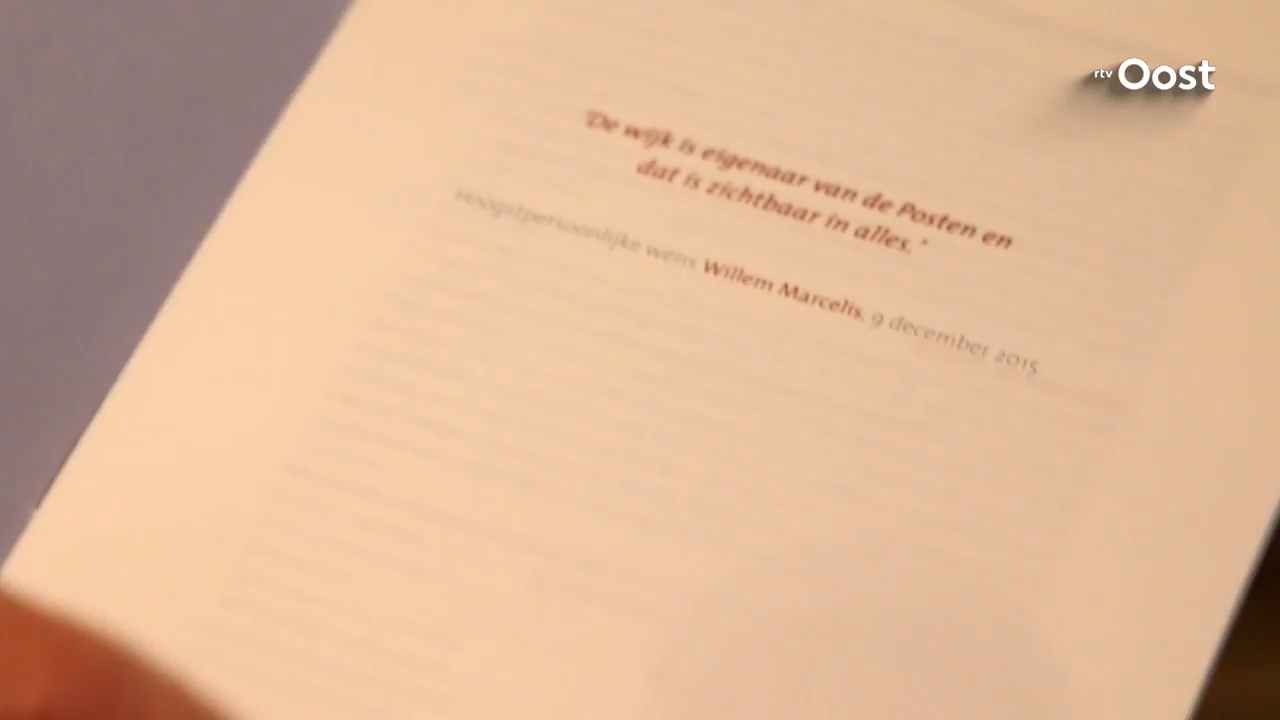 rtv Oost
'De wijk is eigenaar van de Posten en
dat is zichtbaar in alles.'
Hoogstpersoonlijke wens Willem Marcelis, 9 december 2015